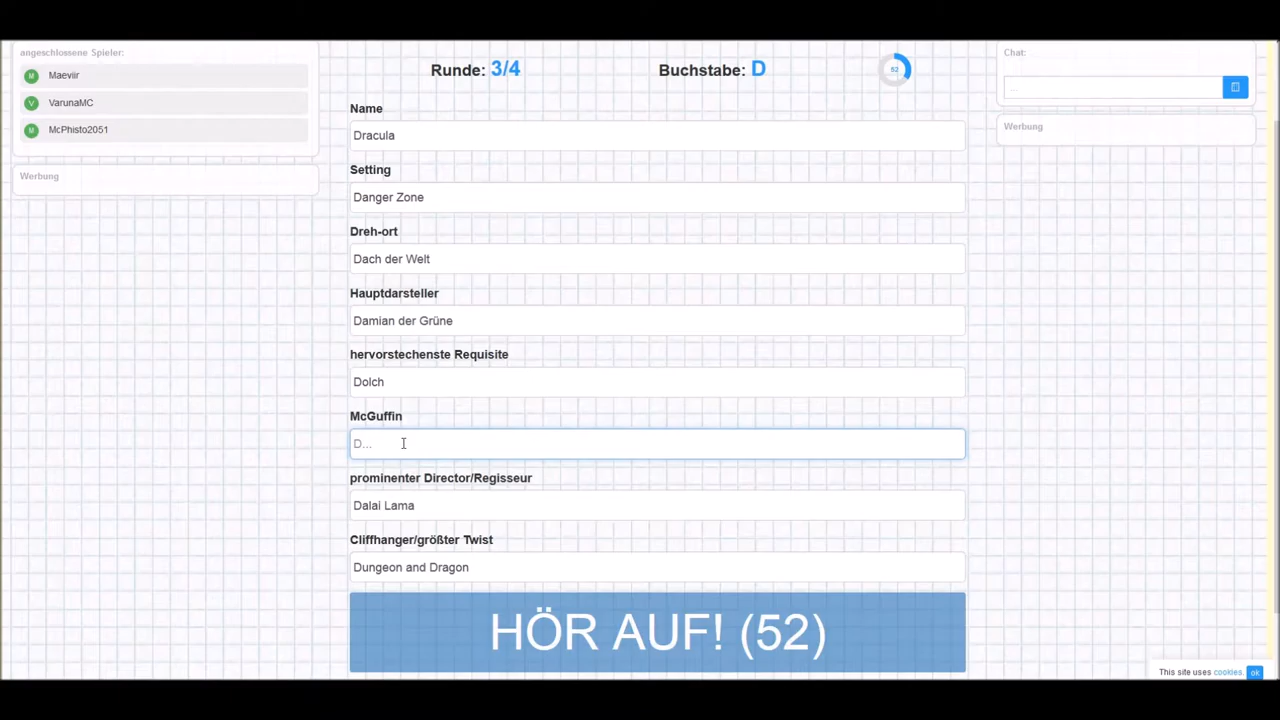 angeschlossene Spieler:
M Maeviir
V VarunaMC
M McPhisto2051
Werbung
Runde: 3/4
Buchstabe: D
52
Name
Dracula
Setting
Danger Zone
Dreh-ort
Dach der Welt
Hauptdarsteller
Damian der Grüne
hervorstechenste Requisite
Dolch
McGuffin
D...
prominenter Director/Regisseur
Dalai Lama
Cliffhanger/größter Twist
Dungeon and Dragon
HÖR AUF! (52)
Chat:
...
Werbung
This site uses cookies. ok